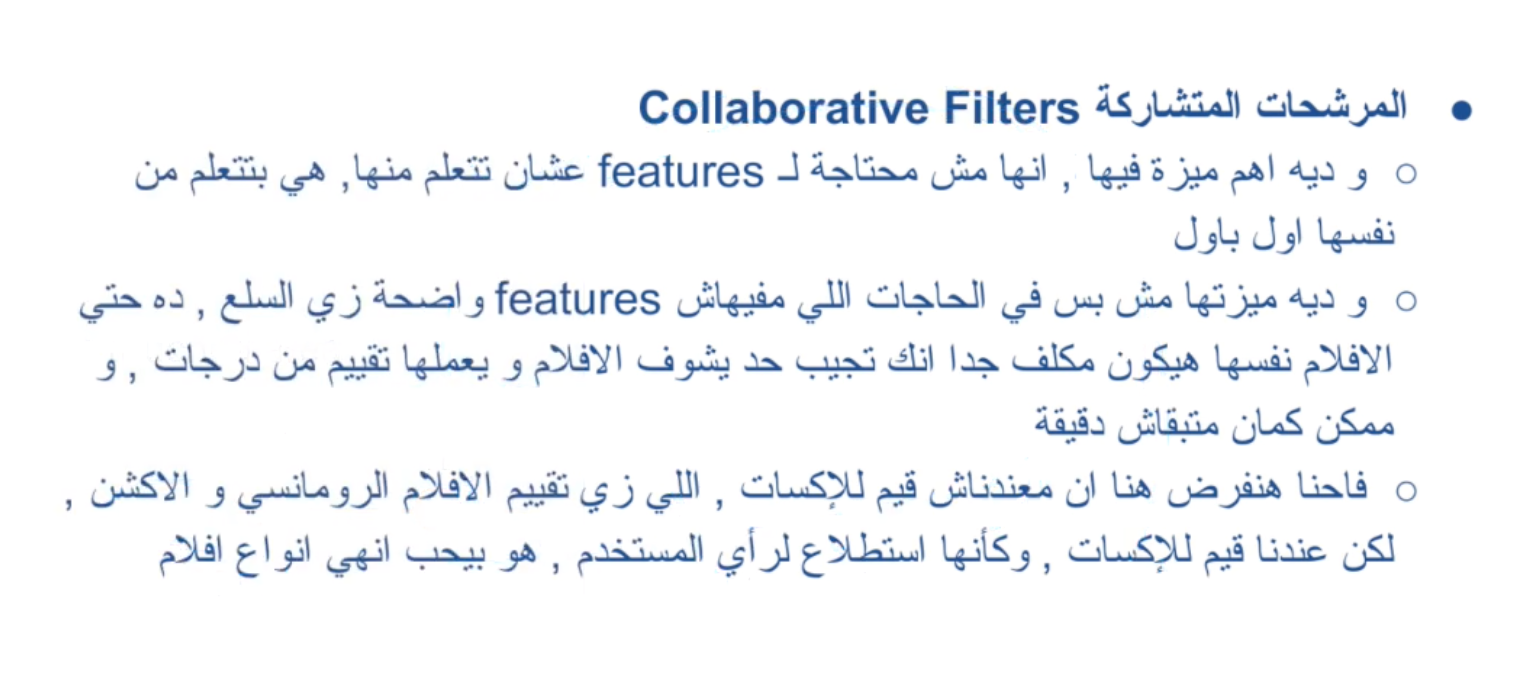 ● المرشحات المتشاركة Collaborative Filters
○ و ديه اهم ميزة فيها , انها مش محتاجة لـ features عشان تتعلم منها, هي بتتعلم من
نفسها اول باول
○ و ديه ميزتها مش بس في الحاجات اللي مفيهاش features واضحة زي السلع , ده حتي
الافلام نفسها هيكون مكلف جدا انك تجيب حد يشوف الافلام و يعملها تقييم من درجات , و
ممكن كمان متبقاش دقيقة
○ فاحنا هنفرض هنا ان معندناش قيم للإكسات , اللي زي تقييم الافلام الرومانسي و الاكشن ,
لكن عندنا قيم للإكسات , وكأنها استطلاع لرأي المستخدم , هو بيحب انهي انواع افلام